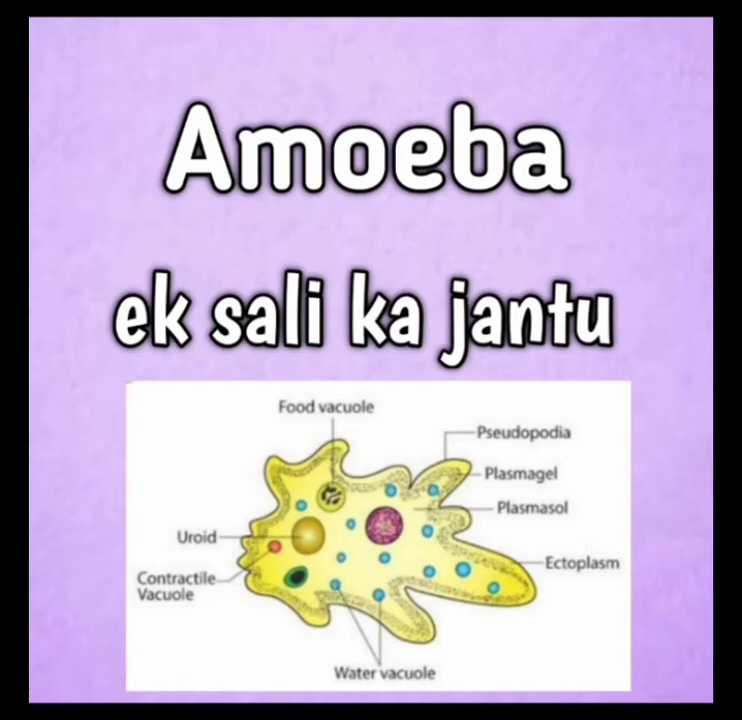 Amoeba
ek sali ka jantu
Food vacuole
Pseudopodia
Plasmagel
Plasmasol
Uroid
Ectoplasm
Contractile
Vacuole
Water vacuole